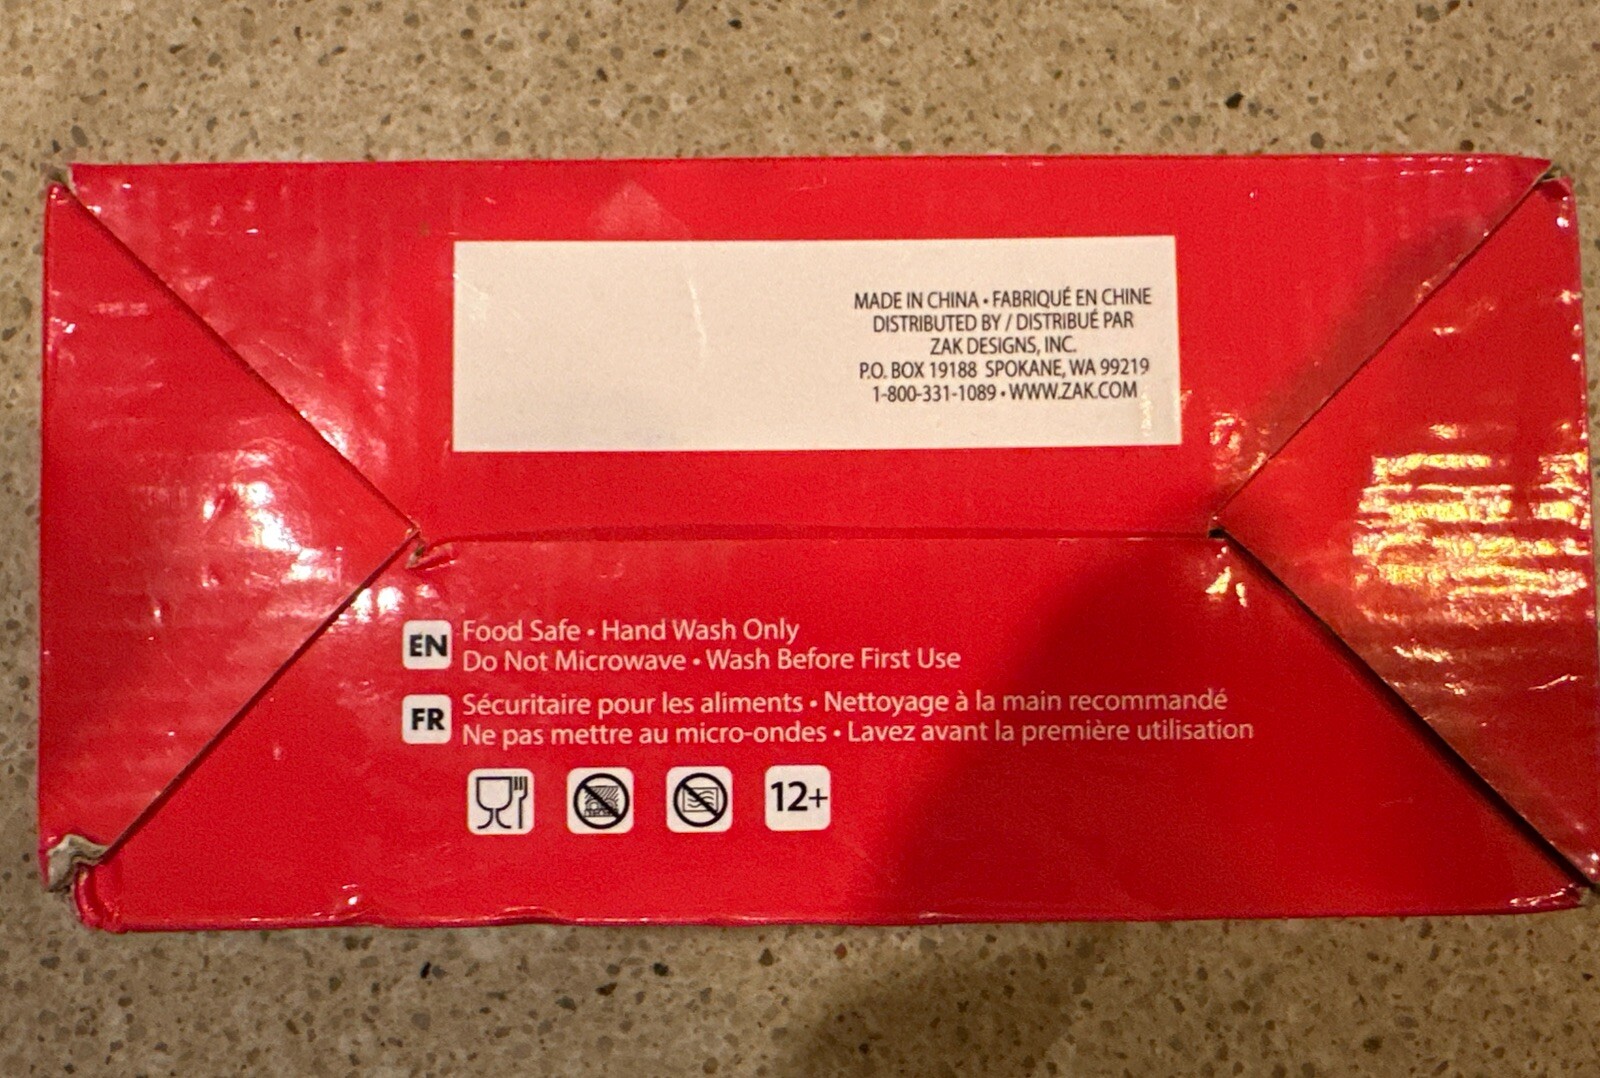 MADE IN CHINA • FABRIQUÉ EN CHINE
DISTRIBUTED BY / DISTRIBUÉ PAR
ZAK DESIGNS, INC.
P.O. BOX 19188 SPOKANE, WA 99219
1-800-331-1089 • WWW.ZAK.COM
EN Food Safe • Hand Wash Only
Do Not Microwave • Wash Before First Use
FR Sécuritaire pour les aliments • Nettoyage à la main recommandé
Ne pas mettre au micro-ondes • Lavez avant la première utilisation
12+